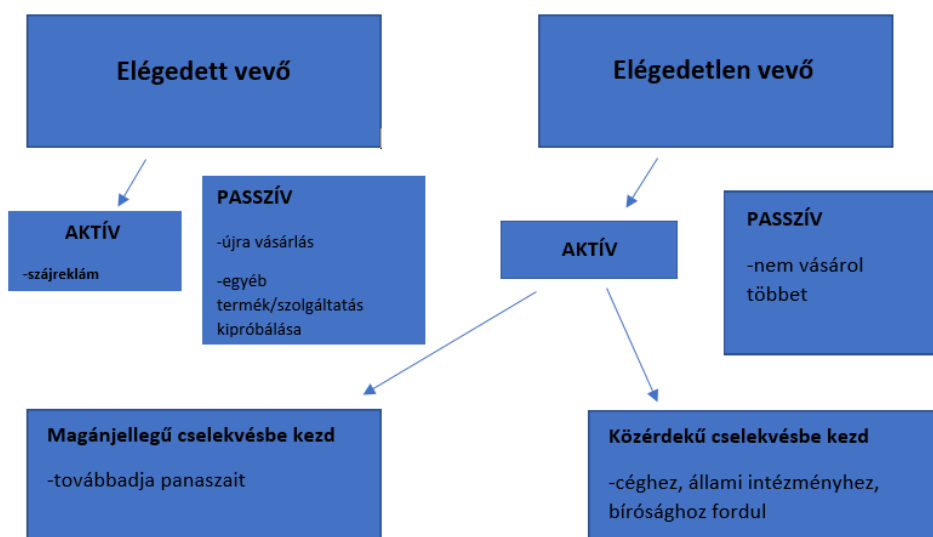 Elégedett vevő
Elégedetlen vevő
AKTÍV
-szájreklám
PASSZÍV
-újra vásárlás
-egyéb
termék/szolgáltatás
kipróbálása
AKTÍV
PASSZÍV
-nem vásárol
többet
Magánjellegű cselekvésbe kezd
-továbbadja panaszait
Közérdekű cselekvésbe kezd
-céghez, állami intézményhez,
bírósághoz fordul